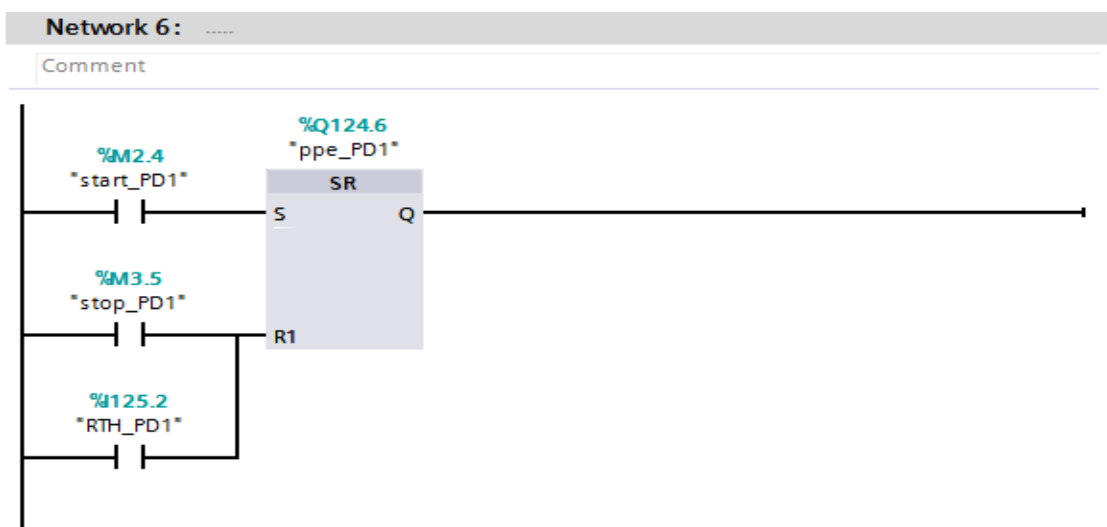 Network 6: .....
Comment
%Q124.6
"ppe_PD1"
%M2.4
"start_PD1"
SR
S Q
%M3.5
"stop_PD1"
R1
%I125.2
"RTH_PD1"